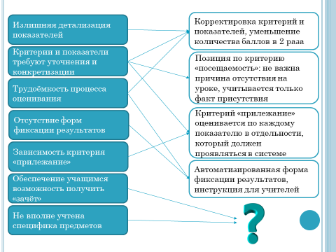 Излишняя детализация
показателей
Критерии и показатели
требуют уточнения и
конкретизации
Трудоёмкость процесса
оценивания
Отсутствие форм
фиксации результатов
Зависимость критерия
«прилежание»
Обеспечение учащимся
возможность получить
«зачёт»
Не вполне учтена
специфика предметов
Корректировка критерий и
показателей, уменьшение
количества баллов в 2 раза
Позиция по критерию
«посещаемость»: не важна
причина отсутствия на
уроке, учитывается только
факт присутствия
Критерий «прилежание»
оценивается по каждому
показателю в отдельности,
который должен
проявляться в системе
Автоматизированная форма
фиксации результатов,
инструкция для учителей
?